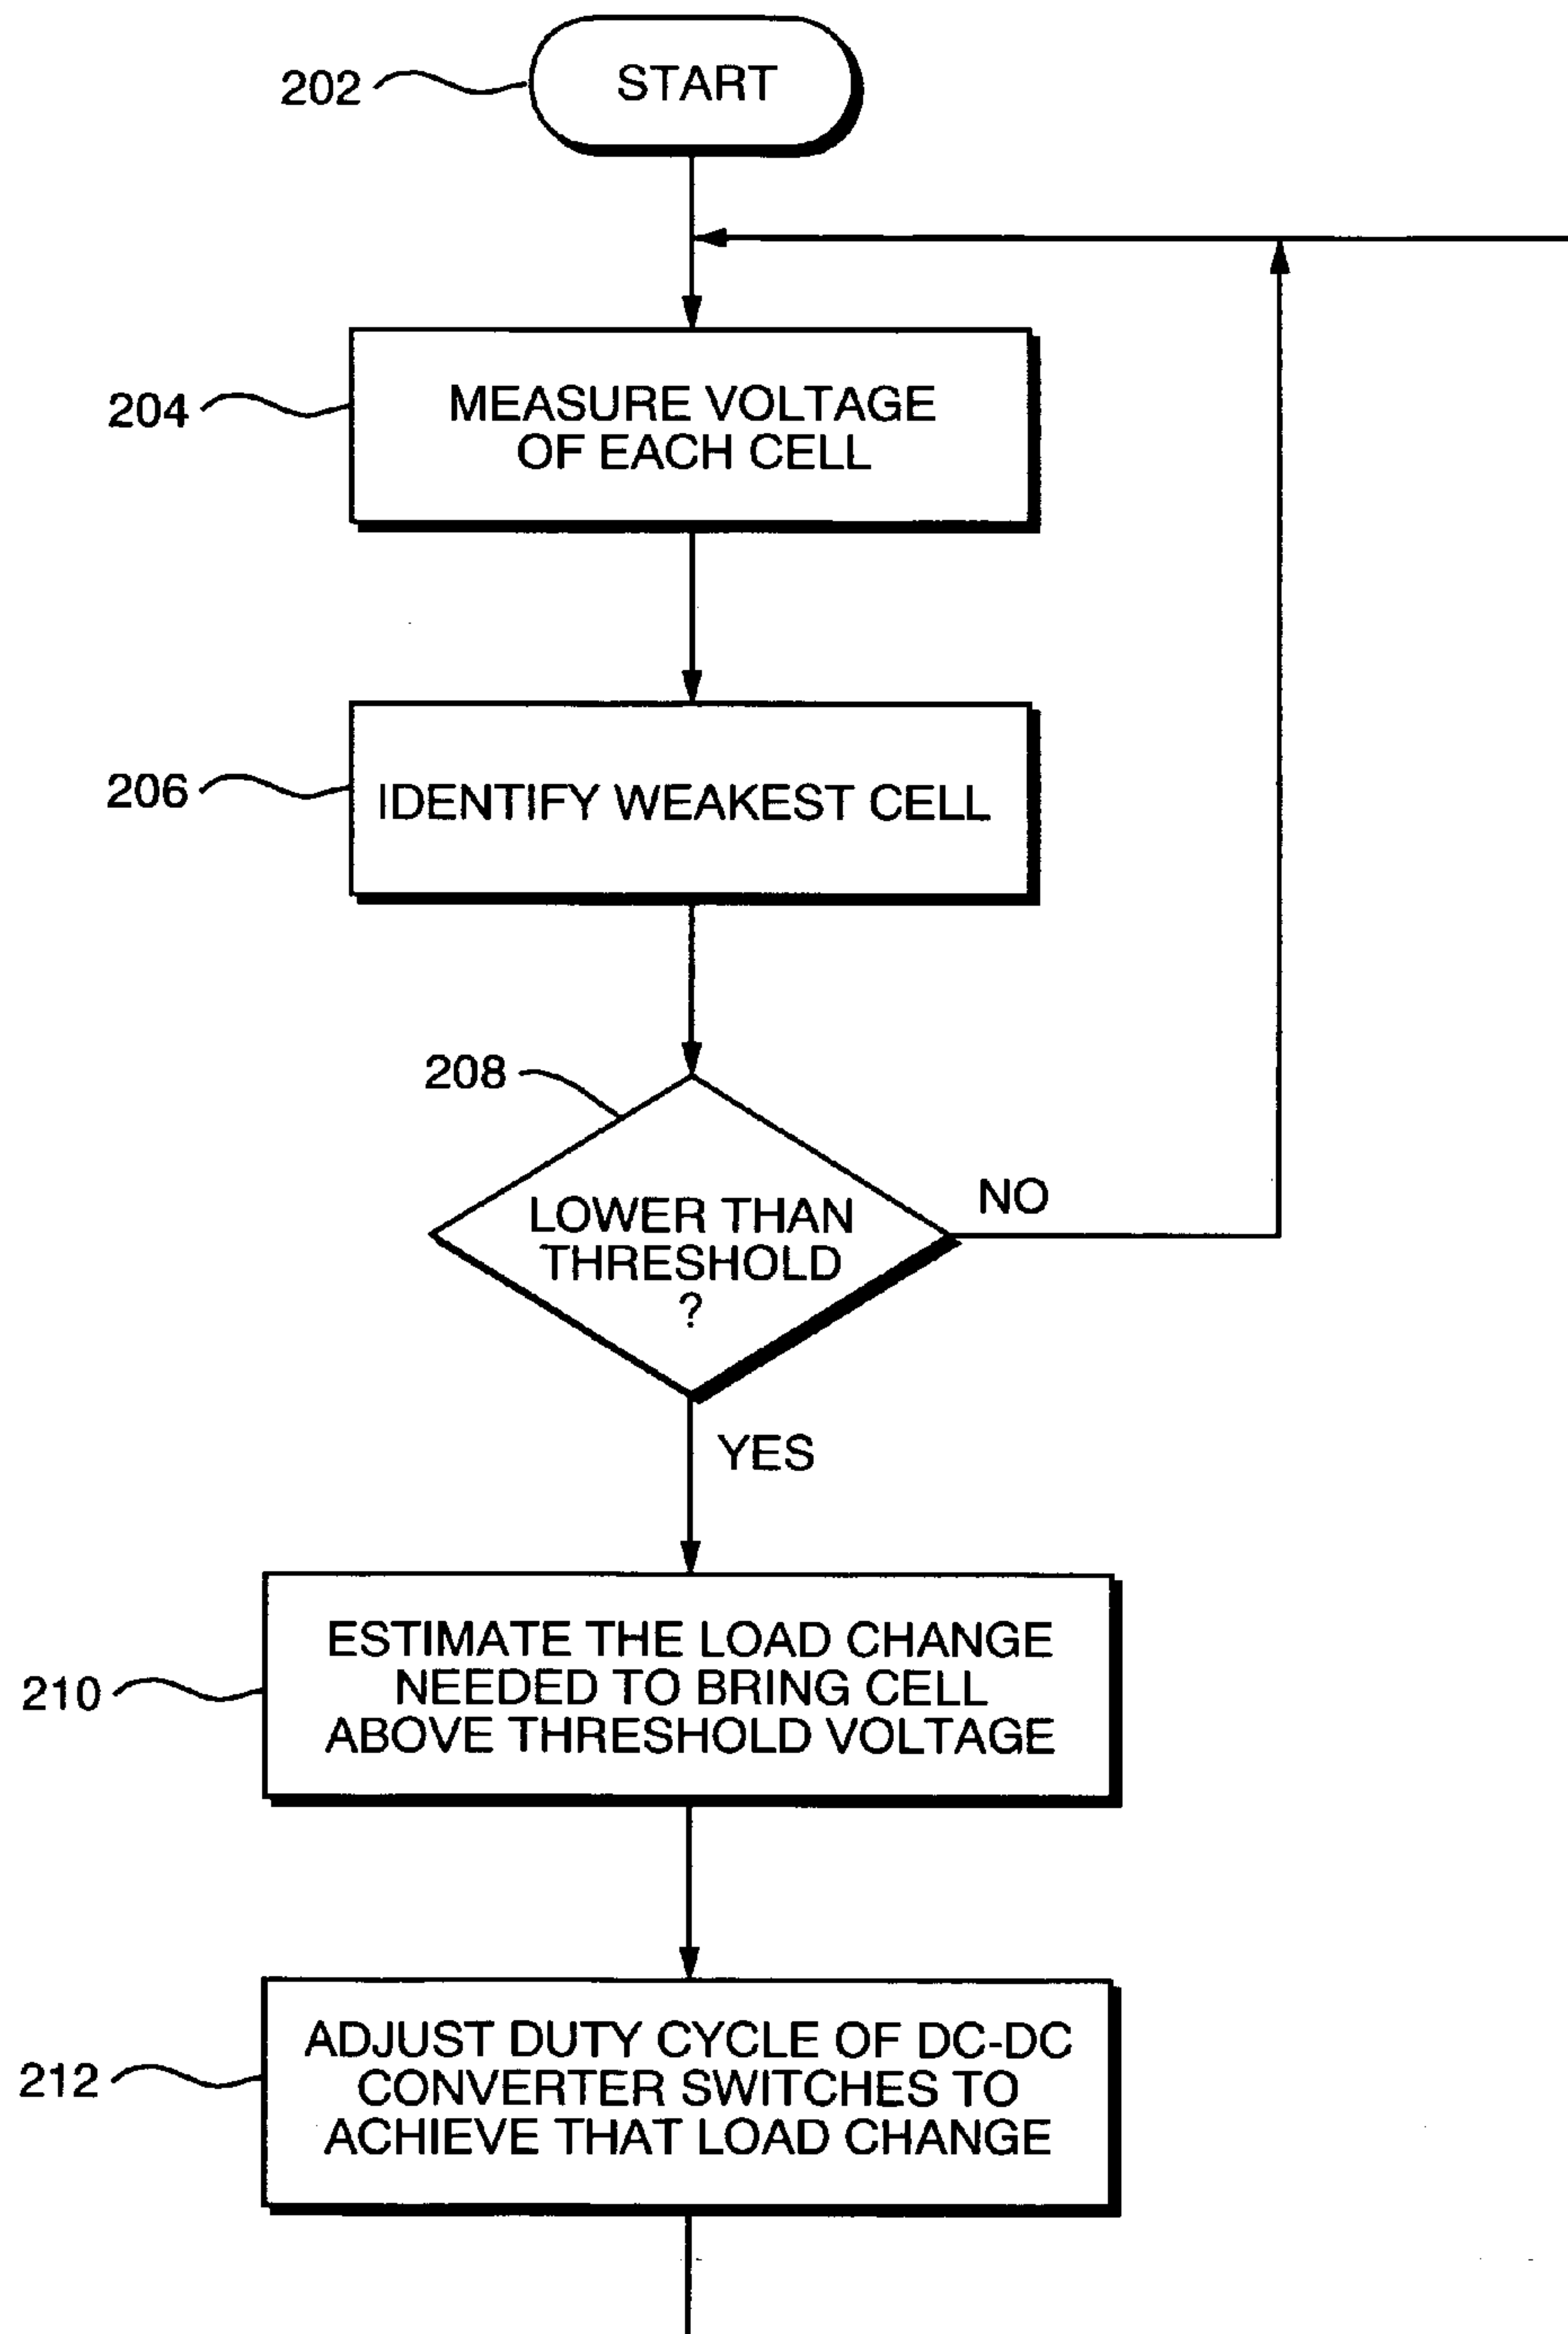 202
START
204
MEASURE VOLTAGE
OF EACH CELL
206
IDENTIFY WEAKEST CELL
208
LOWER THAN
THRESHOLD
?
NO
YES
210
ESTIMATE THE LOAD CHANGE
NEEDED TO BRING CELL
ABOVE THRESHOLD VOLTAGE
212
ADJUST DUTY CYCLE OF DC-DC
CONVERTER SWITCHES TO
ACHIEVE THAT LOAD CHANGE